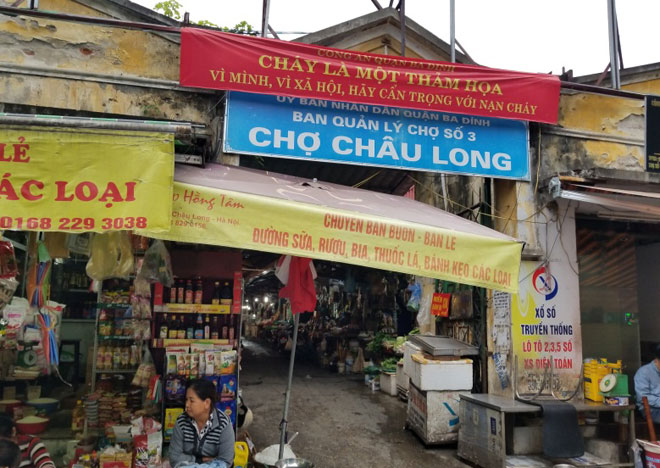 CÔNG AN QUẬN BA ĐÌNH
CHÁY LÀ MỘT THẢM HỌA
VÌ MÌNH, VÌ XÃ HỘI, HÃY CẨN TRỌNG VỚI NẠN CHÁY
ỦY BAN NHÂN DÂN QUẬN BA ĐÌNH
BAN QUẢN LÝ CHỢ SỐ 3
CHỢ CHÂU LONG
LẺ
CÁC LOẠI
0168 229 3038
Hồng Tâm
Châu Long - Hà Nội
CHUYÊN BÁN BUÔN - BÁN LẺ
ĐƯỜNG SỮA, RƯỢU, BIA, THUỐC LÁ, BÁNH KẸO CÁC LOẠI
XỔ SỐ
TRUYỀN THỐNG
LÔ TÔ 2,3,5 SỐ
XS ĐIỆN TOÁN